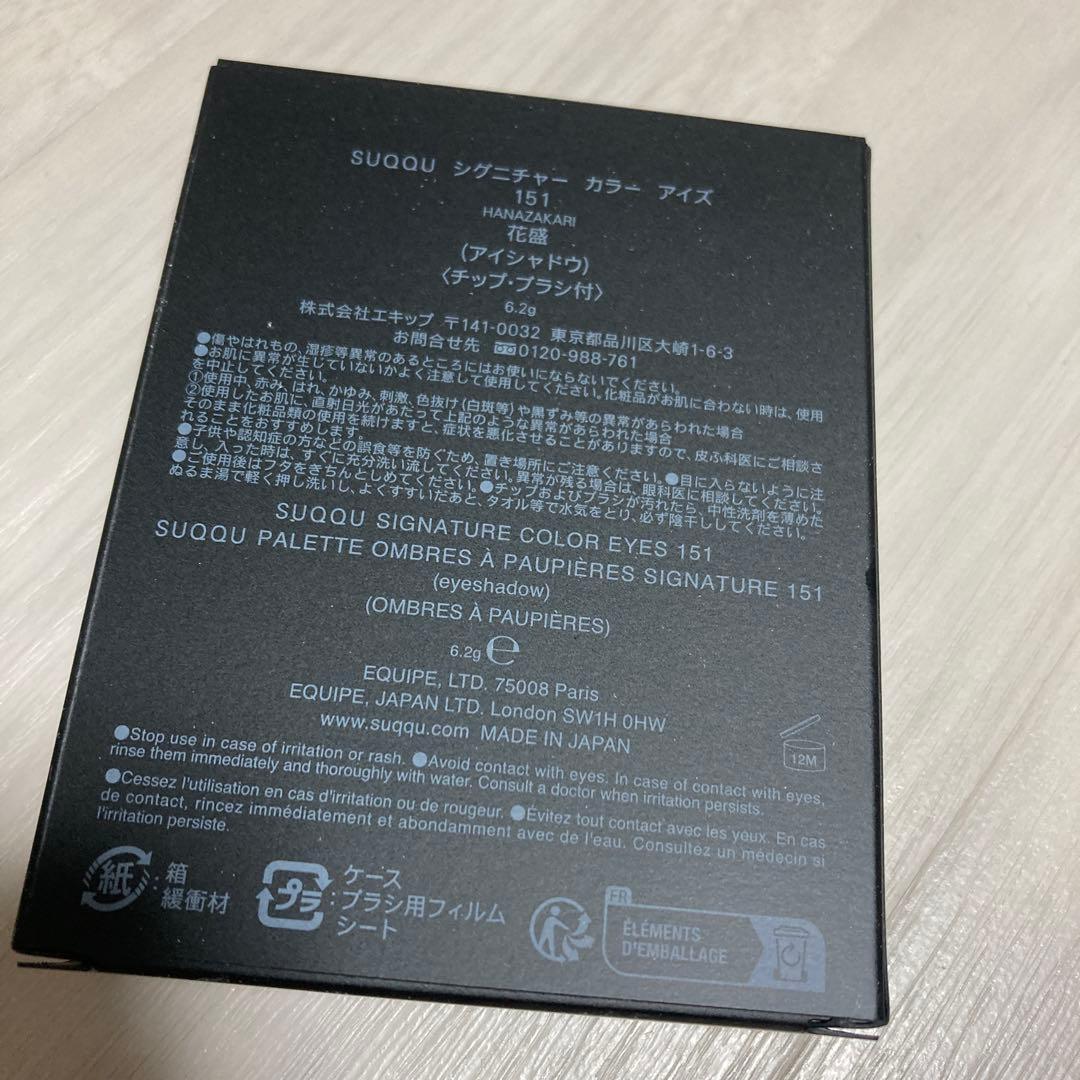 SUQQU シグニチャー カラー アイズ
151
HANAZAKARI
花盛
(アイシャドウ)
〈チップ・ブラシ付〉
6.2g
株式会社エキップ 〒141-0032 東京都品川区大崎1-6-3
お問合せ先 0120-988-761
●傷やはれもの、湿疹等異常のあるところにはお使いにならないでください。
●お肌に異常が生じていないかよく注意して使用してください。化粧品がお肌に合わない時は、使用
を中止してください。
①使用中、赤み、はれ、かゆみ、刺激、色抜け(白斑等)や黒ずみ等の異常があらわれた場合
②使用したお肌に、直射日光があたって上記のような異常があらわれた場合
そのまま化粧品類の使用を続けますと、症状を悪化させることがありますので、皮ふ科医にご相談さ
れることをおすすめします。
●子供や認知症の方などの誤食等を防ぐため、置き場所にご注意ください。●目に入らないように注
意し、入った時は、すぐに充分洗い流してください。異常が残る場合は、眼科医に相談してください。
●ご使用後はフタをきちんとしめてください。●チップおよびブラシが汚れたら、中性洗剤を薄めた
ぬるま湯で軽く押し洗いし、よくすすいだあと、タオル等で水気をとり、必ず陰干ししてください。
SUQQU SIGNATURE COLOR EYES 151
SUQQU PALETTE OMBRES À PAUPIÈRES SIGNATURE 151
(eyeshadow)
(OMBRES À PAUPIÈRES)
6.2g ℮
EQUIPE, LTD. 75008 Paris
EQUIPE, JAPAN LTD. London SW1H 0HW
www.suqqu.com MADE IN JAPAN
12M
●Stop use in case of irritation or rash. ●Avoid contact with eyes. In case of contact with eyes,
rinse them immediately and thoroughly with water. Consult a doctor when irritation persists.
●Cessez l'utilisation en cas d'irritation ou de rougeur. ●Évitez tout contact avec les yeux. En cas
de contact, rincez immédiatement et abondamment avec de l'eau. Consultez un médecin si
l'irritation persiste.
紙 : 箱
緩衝材
プラ : ケース
ブラシ用フィルム
シート
FR
ÉLÉMENTS
D'EMBALLAGE